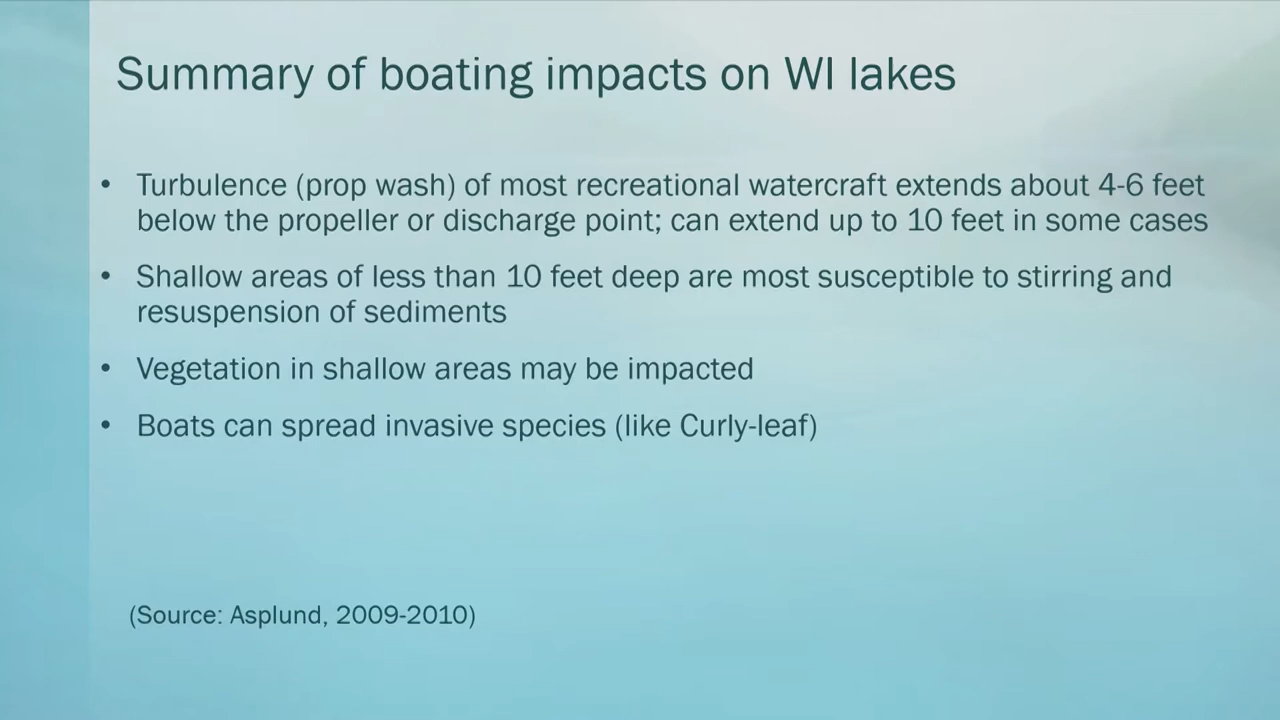 Summary of boating impacts on WI lakes
• Turbulence (prop wash) of most recreational watercraft extends about 4-6 feet
below the propeller or discharge point; can extend up to 10 feet in some cases
• Shallow areas of less than 10 feet deep are most susceptible to stirring and
resuspension of sediments
• Vegetation in shallow areas may be impacted
• Boats can spread invasive species (like Curly-leaf)
(Source: Asplund, 2009-2010)